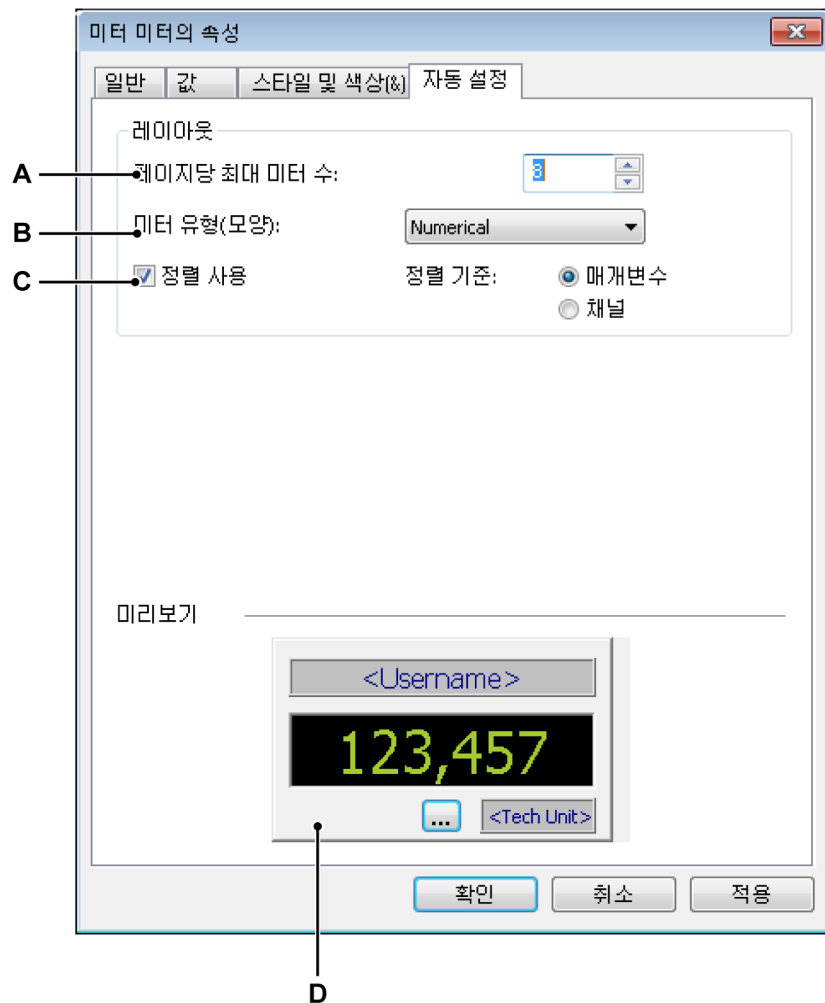 미터 미터의 속성
일반 값 스타일 및 색상(&) 자동 설정
레이아웃
A 페이지당 최대 미터 수: 8
B 미터 유형(모양): Numerical
C 정렬 사용 정렬 기준: 매개변수
채널
미리보기
<Username>
123,457
... <Tech Unit>
확인 취소 적용
D